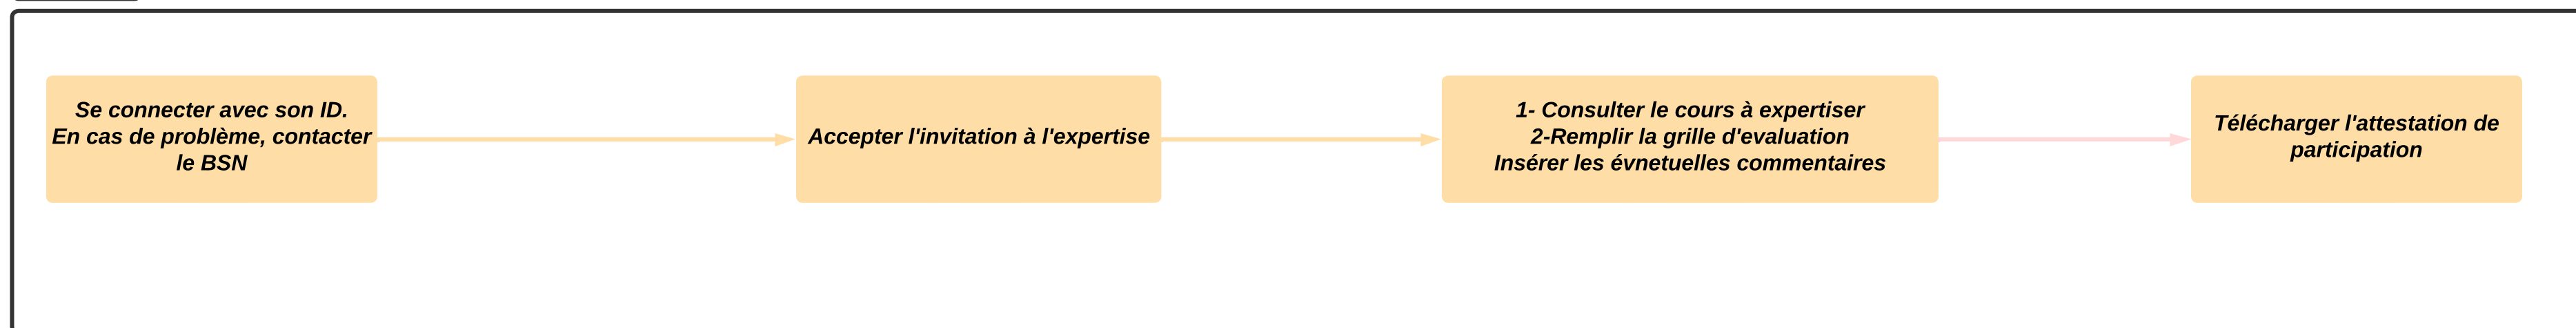 Se connecter avec son ID.
En cas de problème, contacter
le BSN
Accepter l'invitation à l'expertise
1- Consulter le cours à expertiser
2-Remplir la grille d'evaluation
Insérer les évnetuelles commentaires
Télécharger l'attestation de
participation